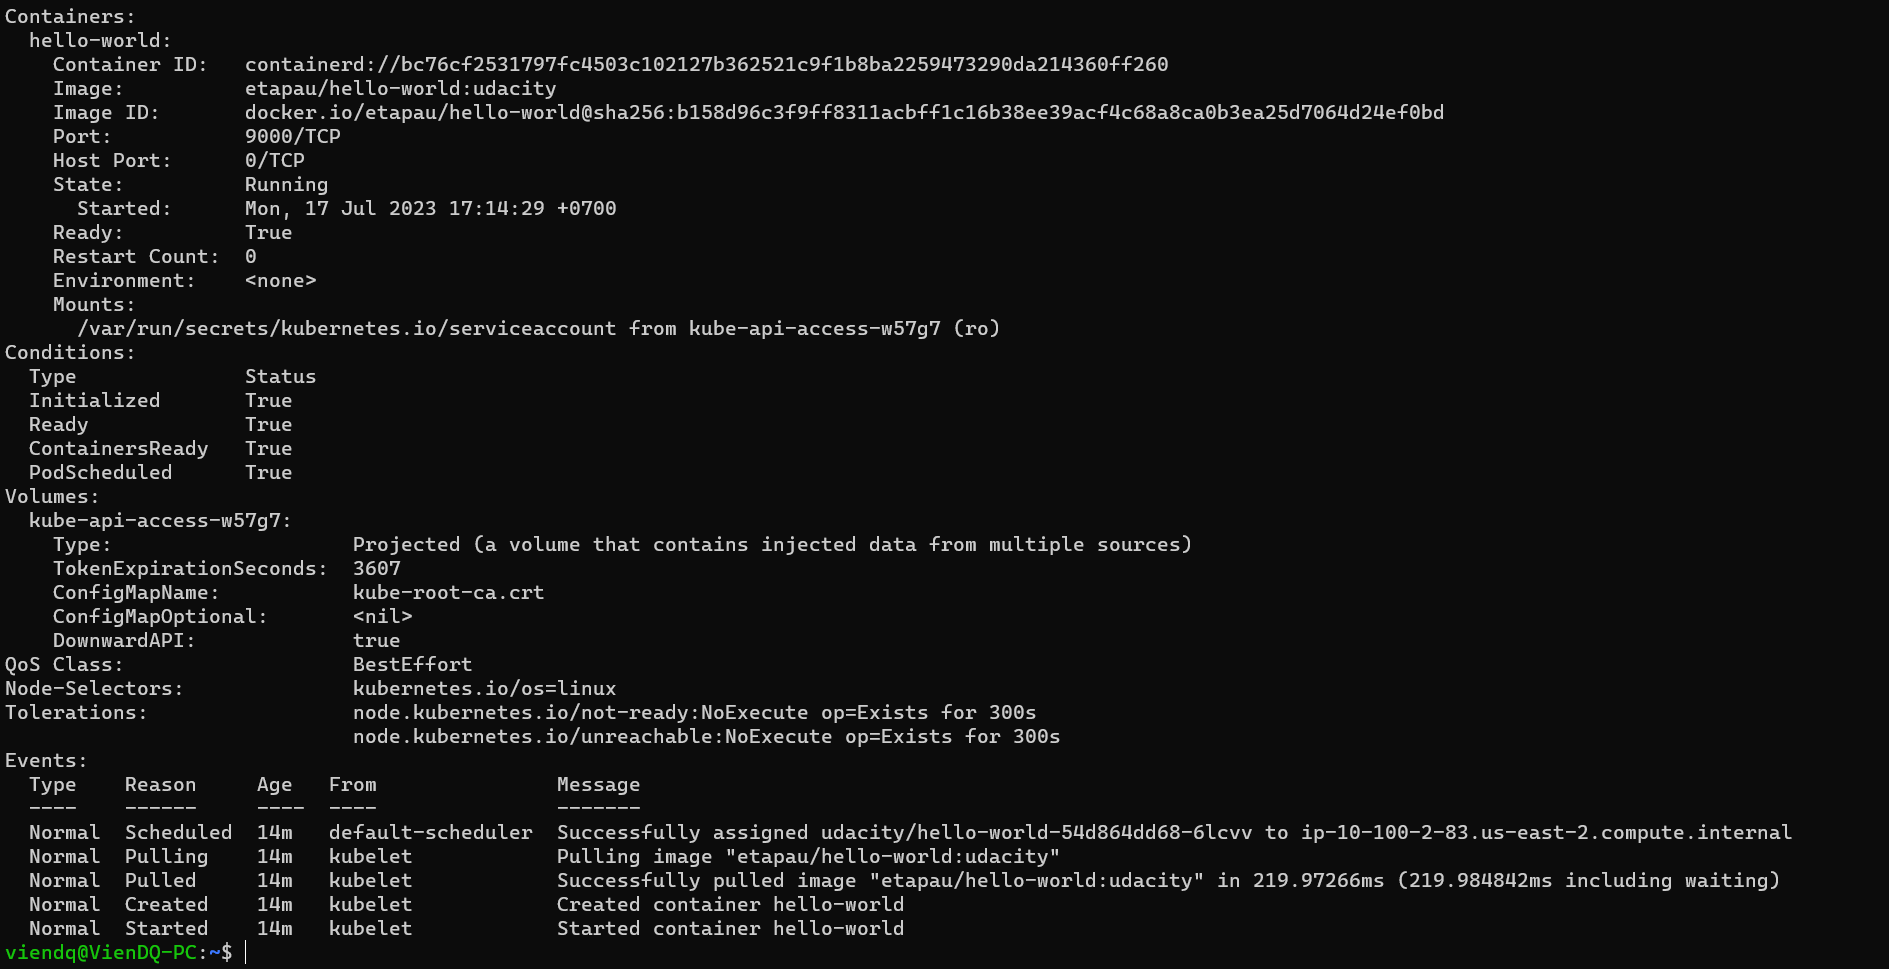 Containers:
  hello-world:
    Container ID:   containerd://bc76cf2531797fc4503c102127b362521c9f1b8ba2259473290da214360ff260
    Image:          etapau/hello-world:udacity
    Image ID:       docker.io/etapau/hello-world@sha256:b158d96c3f9ff8311acbff1c16b38ee39acf4c68a8ca0b3ea25d7064d24ef0bd
    Port:           9000/TCP
    Host Port:      0/TCP
    State:          Running
      Started:      Mon, 17 Jul 2023 17:14:29 +0700
    Ready:          True
    Restart Count:  0
    Environment:    <none>
    Mounts:
      /var/run/secrets/kubernetes.io/serviceaccount from kube-api-access-w57g7 (ro)
Conditions:
  Type              Status
  Initialized       True
  Ready             True
  ContainersReady   True
  PodScheduled      True
Volumes:
  kube-api-access-w57g7:
    Type:                    Projected (a volume that contains injected data from multiple sources)
    TokenExpirationSeconds:  3607
    ConfigMapName:           kube-root-ca.crt
    ConfigMapOptional:       <nil>
    DownwardAPI:             true
QoS Class:                   BestEffort
Node-Selectors:              kubernetes.io/os=linux
Tolerations:                 node.kubernetes.io/not-ready:NoExecute op=Exists for 300s
                             node.kubernetes.io/unreachable:NoExecute op=Exists for 300s
Events:
  Type    Reason     Age   From               Message
  ----    ------     ----  ----               -------
  Normal  Scheduled  14m   default-scheduler  Successfully assigned udacity/hello-world-54d864dd68-6lcvv to ip-10-100-2-83.us-east-2.compute.internal
  Normal  Pulling    14m   kubelet            Pulling image "etapau/hello-world:udacity"
  Normal  Pulled     14m   kubelet            Successfully pulled image "etapau/hello-world:udacity" in 219.97266ms (219.984842ms including waiting)
  Normal  Created    14m   kubelet            Created container hello-world
  Normal  Started    14m   kubelet            Started container hello-world
viendq@VienDQ-PC:~$